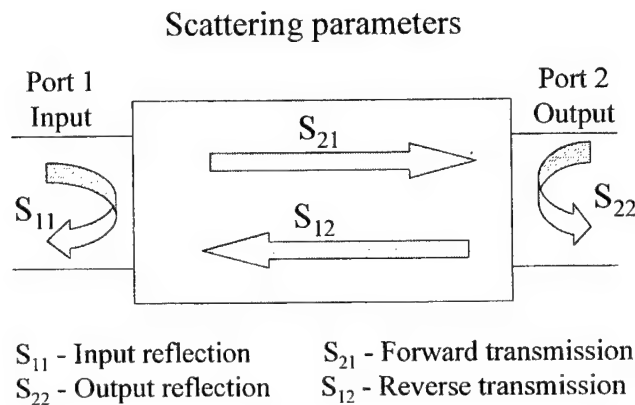 Scattering parameters
Port 1
Input
Port 2
Output
S21
S11
S12
S22
S11 - Input reflection
S21 - Forward transmission
S22 - Output reflection
S12 - Reverse transmission